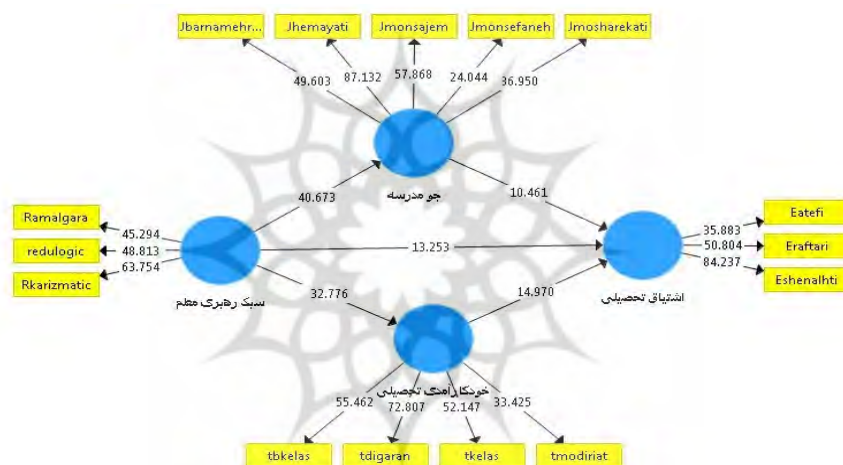 Jbarnamehr...
Jhemayati
Jmonsajem
Jmonsefaneh
Jmosharekati
49.603
87.132
57.868
24.044
36.950
جو مدرسه
40.673
10.461
Ramalgara
redulogic
Rkarizmatic
45.294
48.813
63.754
13.253
35.883
50.804
84.237
Eatefi
Eraftari
Eshenalhti
سبک رهبری معلم
اشتیاق تحصیلی
32.776
14.970
خودکارآمدی تحصیلی
55.462
72.807
52.147
33.425
tbkelas
tdigaran
tkelas
tmodiriat